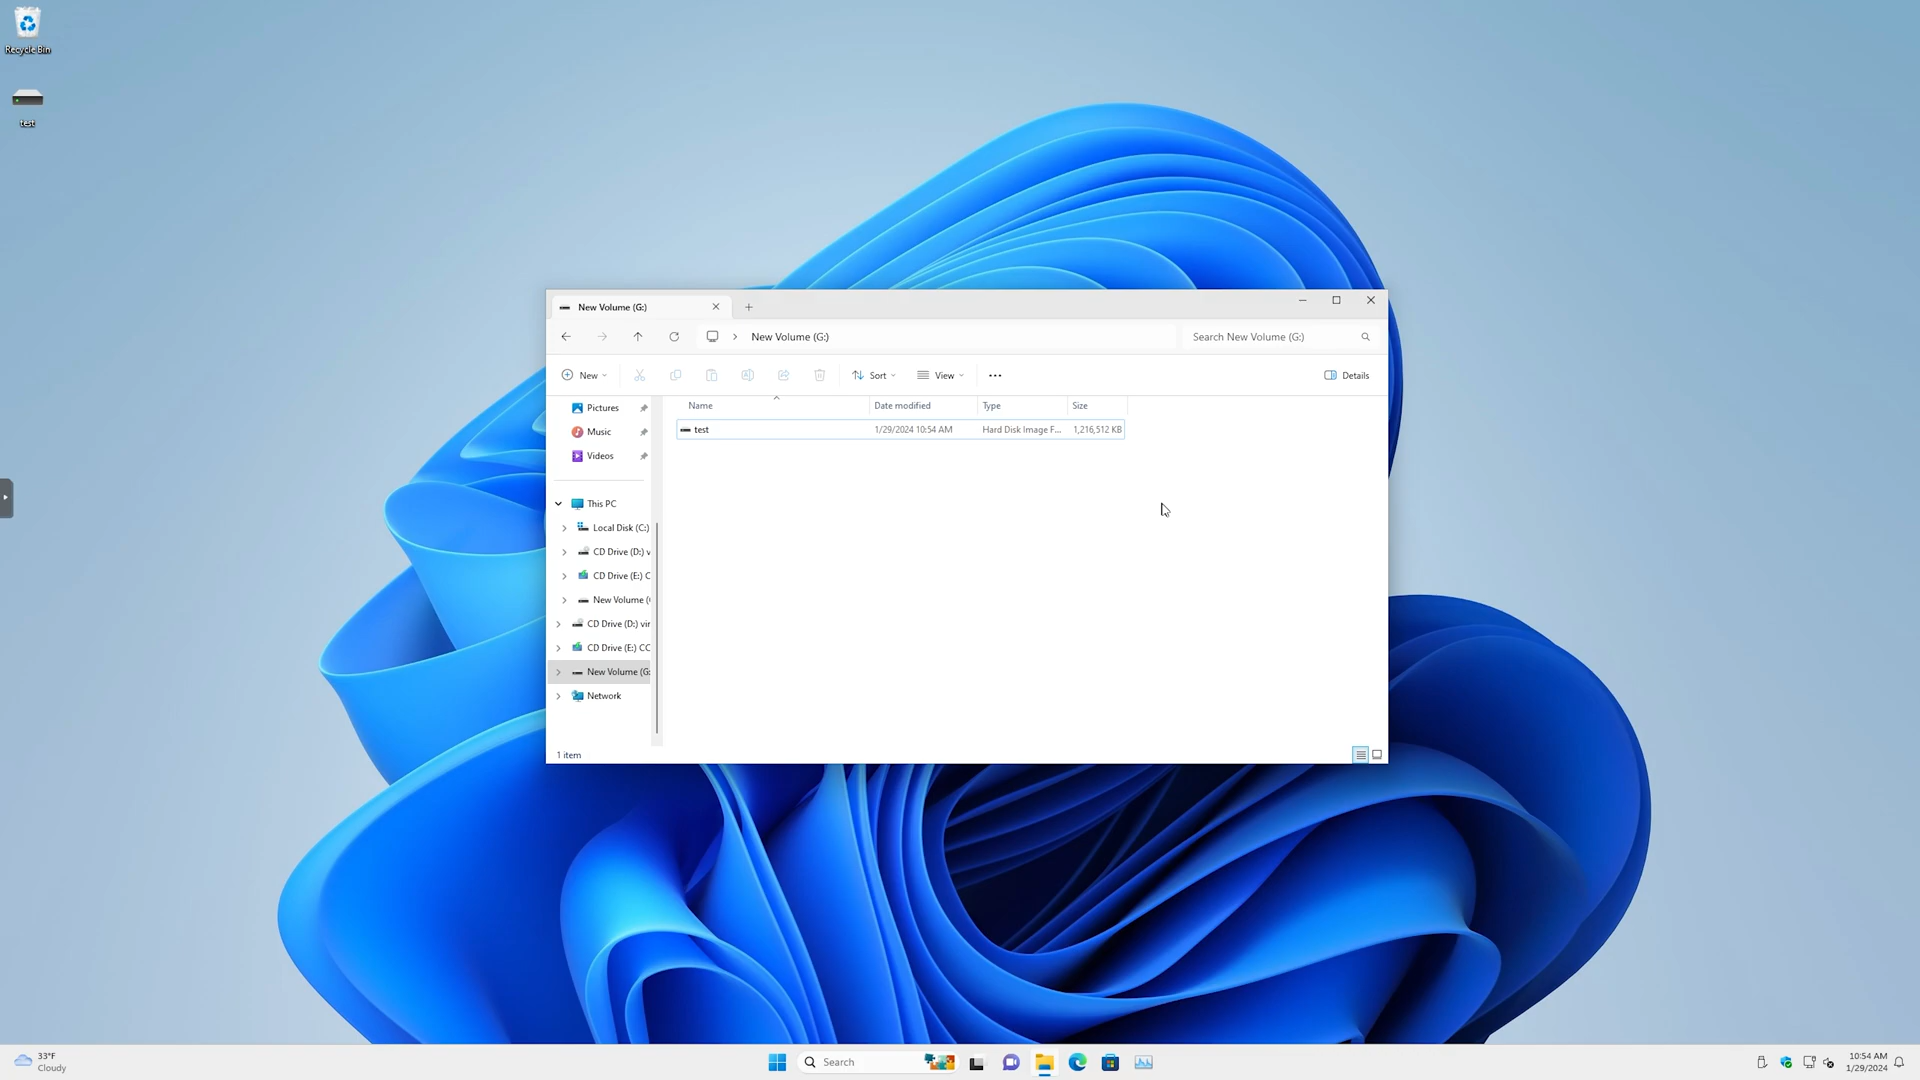 Recycle Bin
test
New Volume (G:)
New Volume (G:)
Search New Volume (G:)
New
Sort
View
Details
Name
Date modified
Type
Size
test
1/29/2024 10:54 AM
Hard Disk Image F...
1,216,512 KB
Pictures
Music
Videos
This PC
Local Disk (C:)
CD Drive (D:) v
CD Drive (E:) C
New Volume (
CD Drive (D:) vir
CD Drive (E:) CC
New Volume (G:
Network
1 item
33°F
Cloudy
Search
10:54 AM
1/29/2024